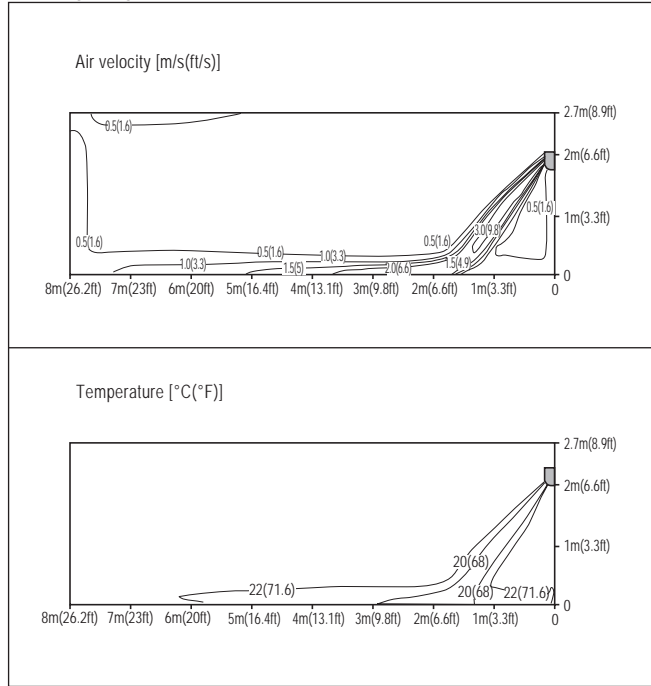 Air velocity [m/s(ft/s)]
2.7m(8.9ft)
0.5(1.6)
2m(6.6ft)
0.5(1.6)
1m(3.3ft)
3.0(9.8
0.5(1.6)
0.5(1.6)
0.5(1.6)
1.0(3.3)
1.5(4.9)
1.0(3.3)
1.5(5)
2.0(6.6)
0
8m(26.2ft) 7m(23ft) 6m(20ft) 5m(16.4ft) 4m(13.1ft) 3m(9.8ft) 2m(6.6ft) 1m(3.3ft) 0
Temperature [°C(°F)]
2.7m(8.9ft)
2m(6.6ft)
1m(3.3ft)
20(68)
22(71.6)
20(68)
22(71.6)
0
8m(26.2ft) 7m(23ft) 6m(20ft) 5m(16.4ft) 4m(13.1ft) 3m(9.8ft) 2m(6.6ft) 1m(3.3ft) 0